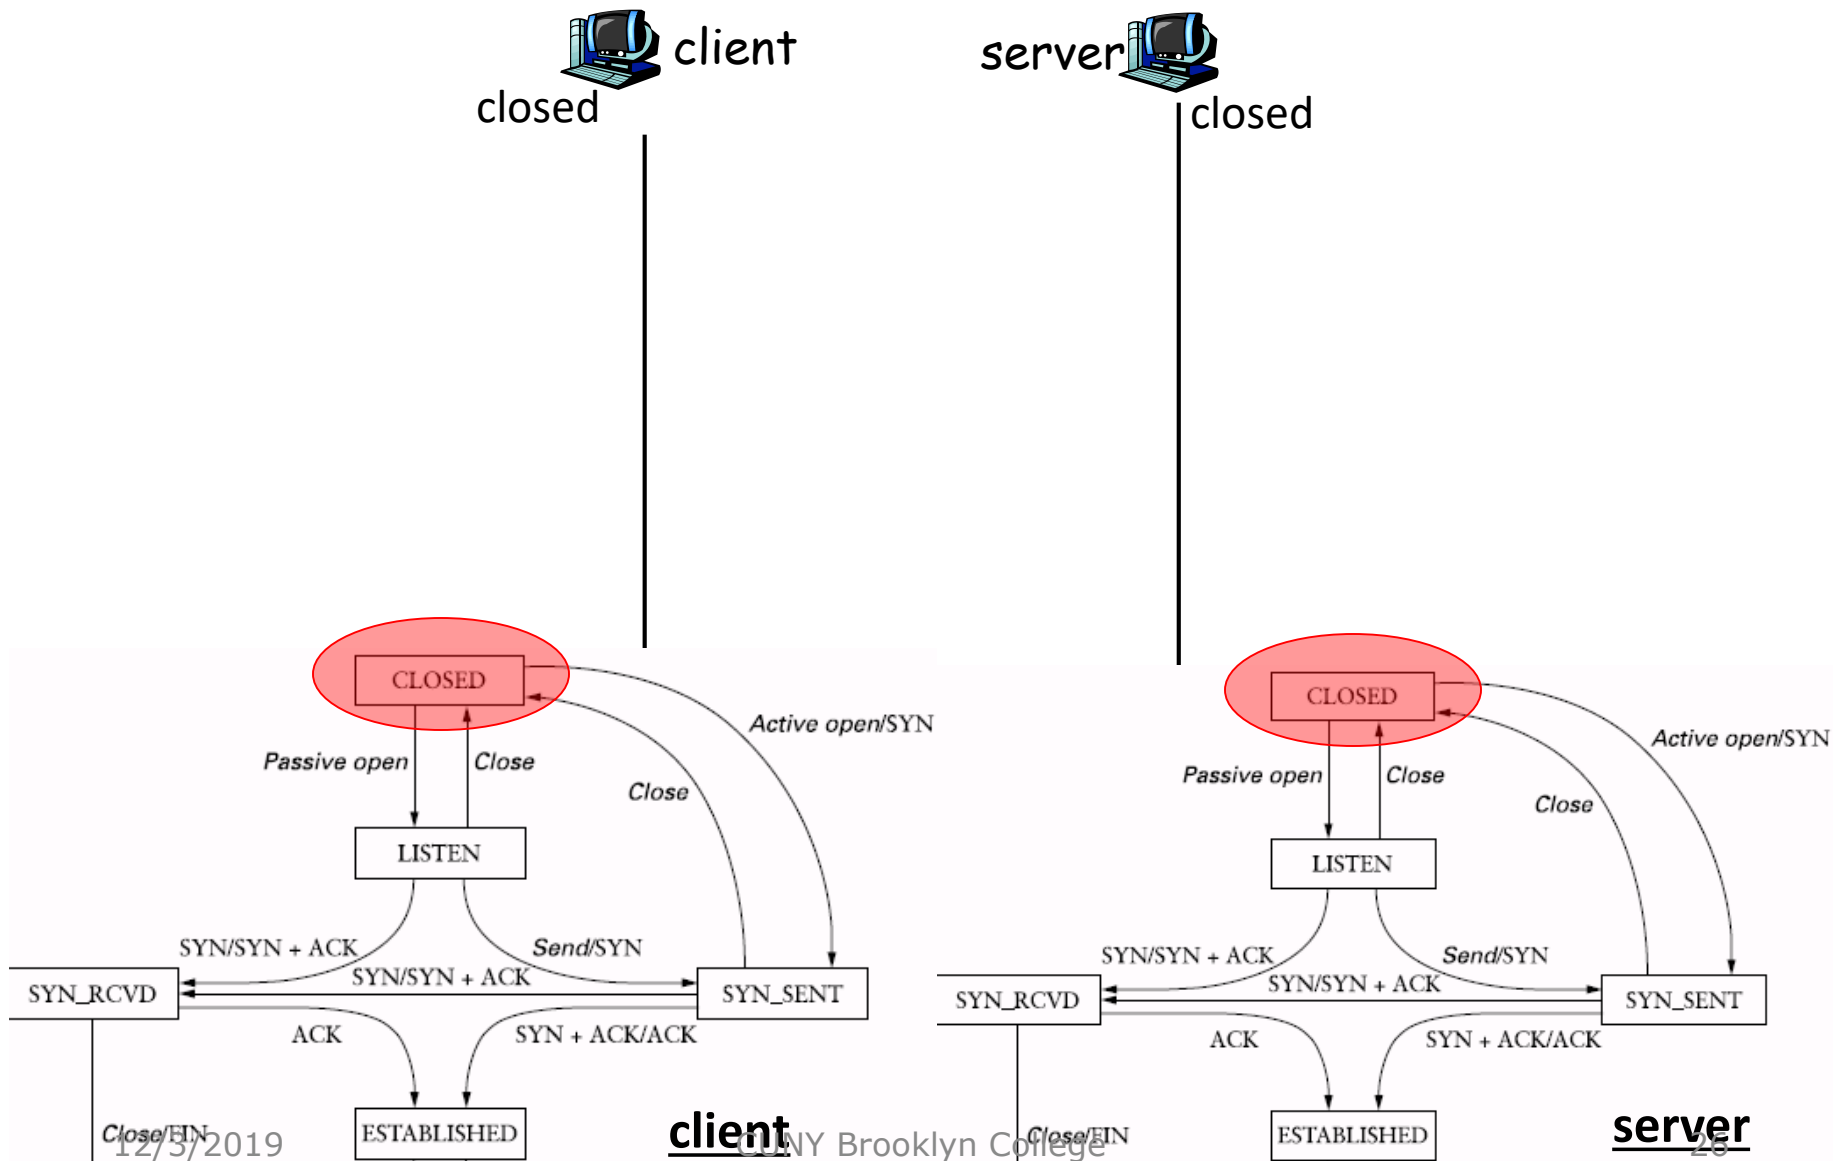 client
server
closed
closed
CLOSED
Active open/SYN
Passive open
Close
Close
LISTEN
SYN/SYN + ACK
Send/SYN
SYN/SYN + ACK
SYN_RCVD
SYN_SENT
ACK
SYN + ACK/ACK
Close/FIN
ESTABLISHED
client
CLOSED
Active open/SYN
Passive open
Close
Close
LISTEN
SYN/SYN + ACK
Send/SYN
SYN/SYN + ACK
SYN_RCVD
SYN_SENT
ACK
SYN + ACK/ACK
Close/FIN
ESTABLISHED
server
12/3/2019
CUNY Brooklyn College
26